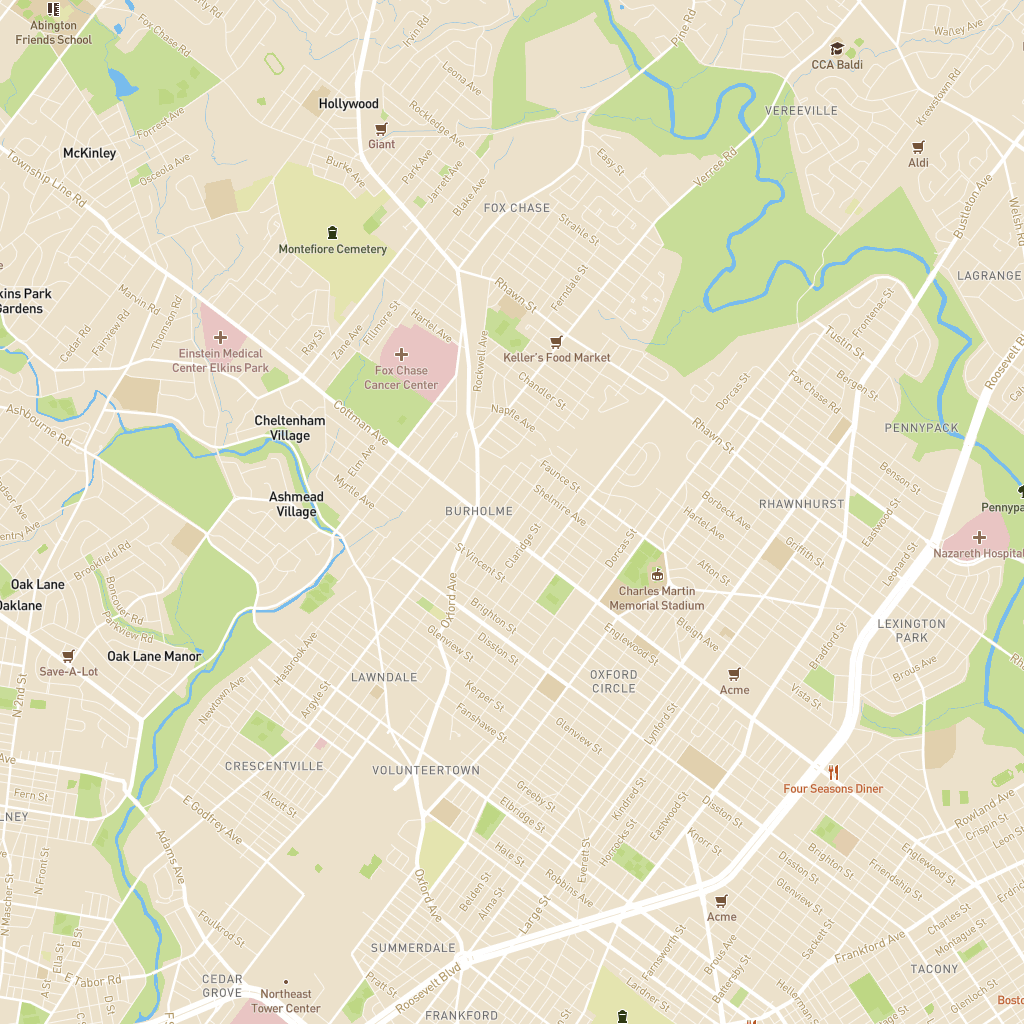 Abington
Friends School
Fox Chase Rd
Irvin Rd
Pine Rd
Walley Ave
CCA Baldi
Leona Ave
Hollywood
VEREEVILLE
Krewstown Rd
Rockledge Ave
Forrest Ave
Giant
McKinley
Aldi
Township Line Rd
Osceola Ave
Burke Ave
Park Ave
Jarrett Ave
Blake Ave
Easy St
Verree Rd
Bustleton Ave
Welsh Rd
FOX CHASE
Strahle St
Montefiore Cemetery
LAGRANGE
kins Park
Gardens
Marvin Rd
Rhawn St
Ferndale St
Frontenac St
Cedar Rd
Fairview Rd
Thomson Rd
Ray St
Zane Ave
Fillmore St
Hartel Ave
Rockwell Ave
Tustin St
Einstein Medical
Center Elkins Park
Fox Chase
Cancer Center
Keller's Food Market
Roosevelt B
Chandler St
Dorcas St
Fox Chase Rd
Bergen St
Ashbourne Rd
Cheltenham
Village
Cottman Ave
Napfle Ave
Rhawn St
PENNYPACK
Elm Ave
Myrtle Ave
Faunce St
Shelmire Ave
Benson St
Ashmead
Village
BURHOLME
Borbeck Ave
Hartel Ave
RHAWNHURST
Eastwood St
Pennypa
entry Ave
Claridge St
Dorcas St
Griffith St
Brookfield Rd
St Vincent St
Afton St
Leonard St
Nazareth Hospital
Oak Lane
Oaklane
Boncouer Rd
Parkview Rd
Oxford Ave
Charles Martin
Memorial Stadium
Brighton St
Glenview St
Disston St
Englewood St
Bleigh Ave
LEXINGTON
PARK
Bradford St
Brous Ave
Oak Lane Manor
Save-A-Lot
Hasbrook Ave
LAWNDALE
OXFORD
CIRCLE
Acme
Vista St
N 2nd St
Newtown Ave
Argyle St
Kerper St
Fanshawe St
Glenview St
Lynford St
CRESCENTVILLE
VOLUNTEERTOWN
Four Seasons Diner
Fern St
LNEY
Alcott St
E Godfrey Ave
Greeby St
Elbridge St
Kindred St
Eastwood St
Disston St
Rowland Ave
Crispin St
Leon S
Adams Ave
Hale St
Horrocks St
Everett St
Knorr St
Brighton St
Disston St
Englewood St
Friendship St
N Front St
N Mascher St
Oxford Ave
Belden St
Alma St
Robbins Ave
Large St
Acme
Glenview St
Sackett St
Erdric
Foulkrod St
SUMMERDALE
Charles St
Montague St
Frankford Ave
B St
Ella St
A St
D St
E Tabor Rd
CEDAR
GROVE
Northeast
Tower Center
Pratt St
Roosevelt Blvd
FRANKFORD
Farnsworth St
Lardner St
Brous Ave
Battersby St
Hellerman S
TACONY
Glenloch St
Bosto